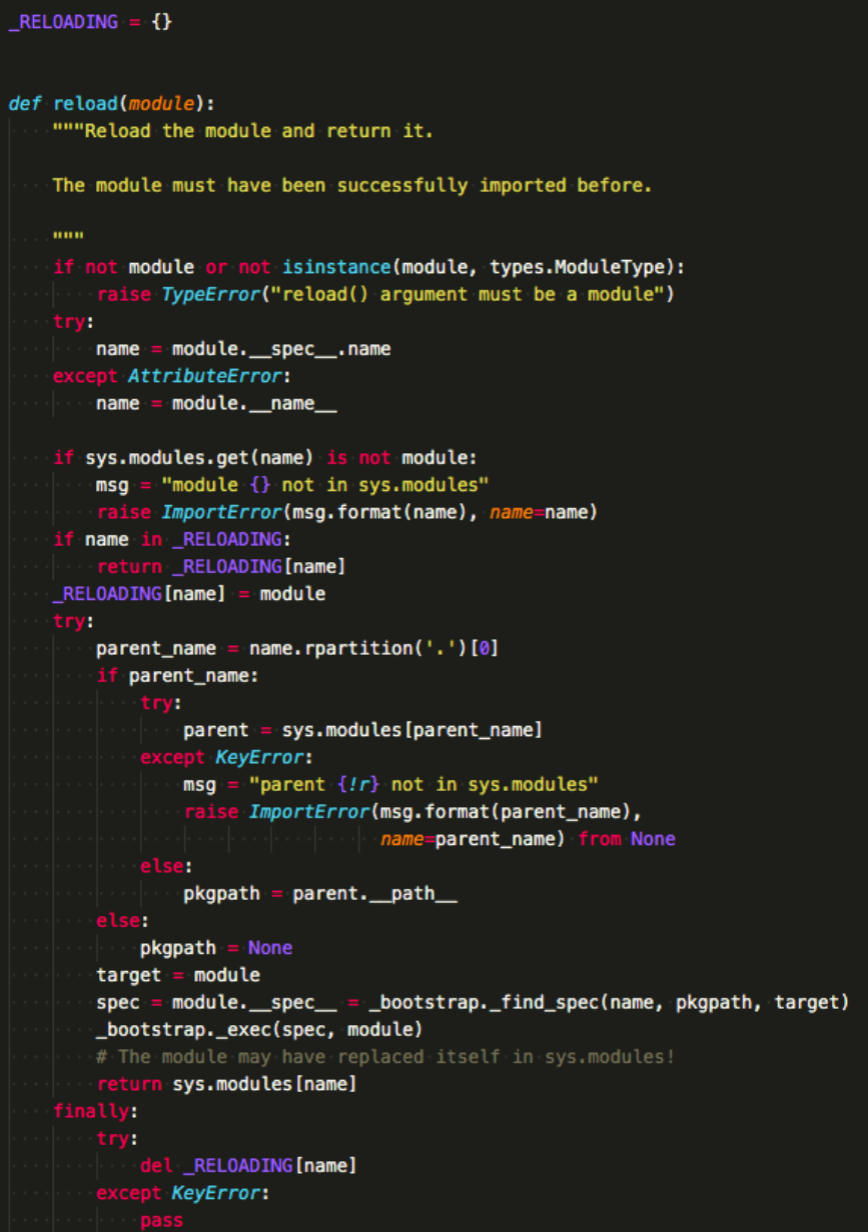 _RELOADING = {}
def reload(module):
    """Reload the module and return it.
    The module must have been successfully imported before.
    """
    if not module or not isinstance(module, types.ModuleType):
        raise TypeError("reload() argument must be a module")
    try:
        name = module.__spec__.name
    except AttributeError:
        name = module.__name__
    if sys.modules.get(name) is not module:
        msg = "module {} not in sys.modules"
        raise ImportError(msg.format(name), name=name)
    if name in _RELOADING:
        return _RELOADING[name]
    _RELOADING[name] = module
    try:
        parent_name = name.rpartition('.')[0]
        if parent_name:
            try:
                parent = sys.modules[parent_name]
            except KeyError:
                msg = "parent {!r} not in sys.modules"
                raise ImportError(msg.format(parent_name),
                                  name=parent_name) from None
            else:
                pkgpath = parent.__path__
        else:
            pkgpath = None
        target = module
        spec = module.__spec__ = _bootstrap._find_spec(name, pkgpath, target)
        _bootstrap._exec(spec, module)
        # The module may have replaced itself in sys.modules!
        return sys.modules[name]
    finally:
        try:
            del _RELOADING[name]
        except KeyError:
            pass